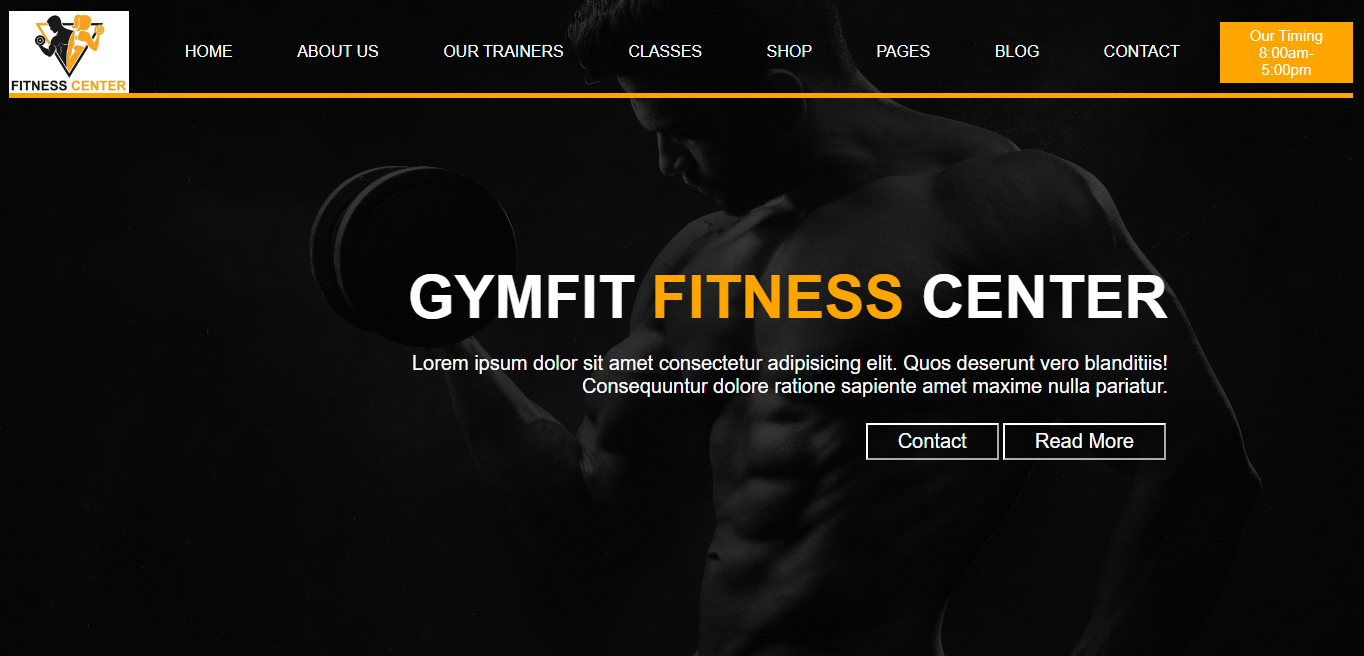 FITNESS CENTER
HOME
ABOUT US
OUR TRAINERS
CLASSES
SHOP
PAGES
BLOG
CONTACT
Our Timing
8:00am-
5:00pm
GYMFIT FITNESS CENTER
Lorem ipsum dolor sit amet consectetur adipisicing elit. Quos deserunt vero blanditiis!
Consequuntur dolore ratione sapiente amet maxime nulla pariatur.
Contact
Read More